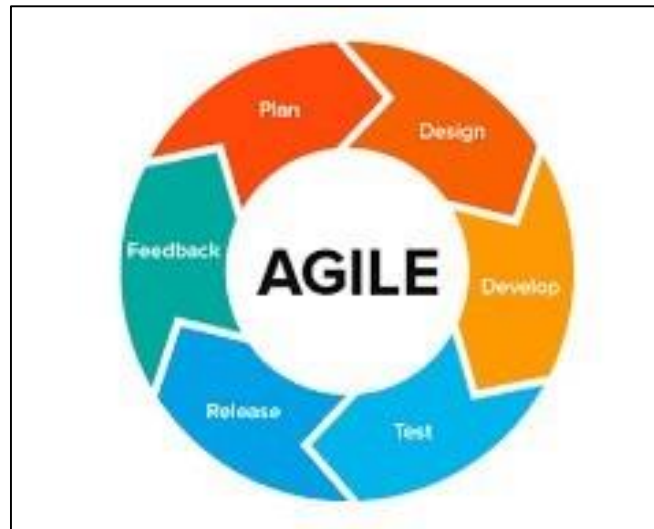 Plan
Design
Feedback
AGILE
Develop
Release
Test